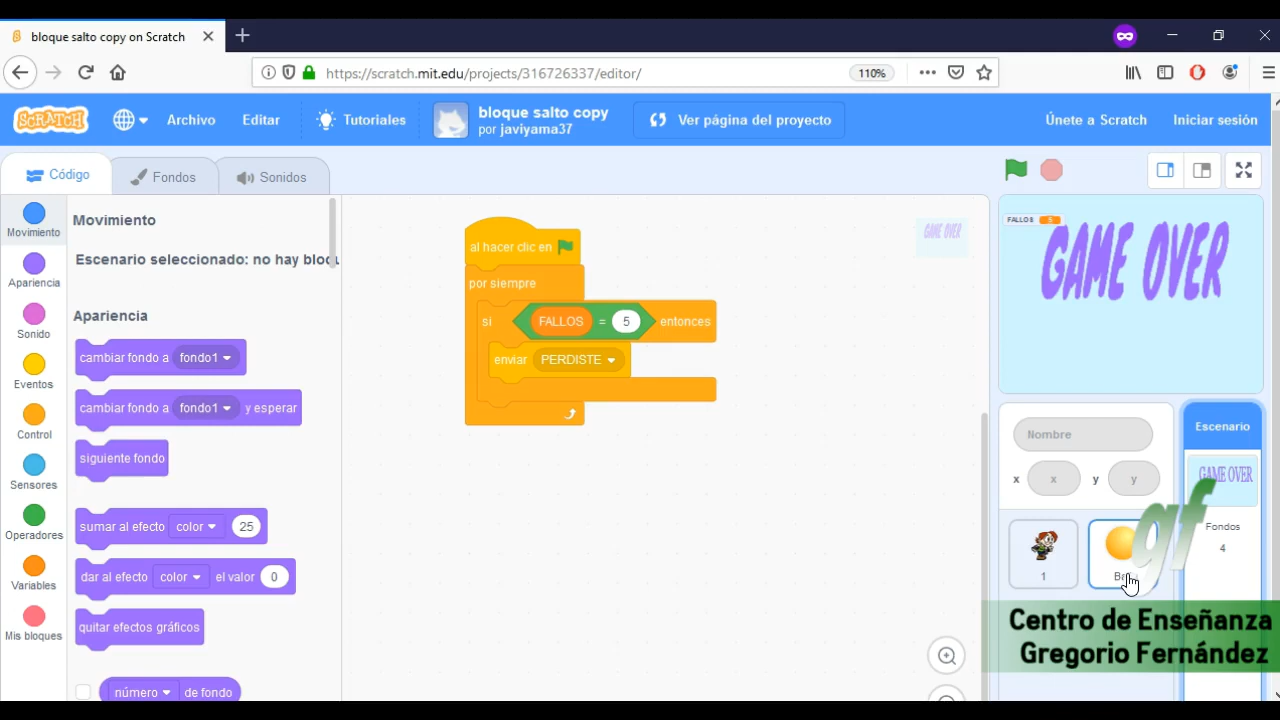 bloque salto copy on Scratch
https://scratch.mit.edu/projects/316726337/editor/
110%
SCRATCH
Archivo
Editar
Tutoriales
bloque salto copy
por javiyama37
Ver página del proyecto
Únete a Scratch
Iniciar sesión
Código
Fondos
Sonidos
Movimiento
Apariencia
Sonido
Eventos
Control
Sensores
Operadores
Variables
Mis bloques
Movimiento
Escenario seleccionado: no hay
Apariencia
cambiar fondo a fondo1
cambiar fondo a fondo1 y esperar
siguiente fondo
sumar al efecto color 25
dar al efecto color el valor 0
quitar efectos gráficos
número de fondo
al hacer clic en
por siempre
si FALLOS = 5 entonces
enviar PERDISTE
GAME OVER
FALLOS 5
GAME OVER
Nombre
x x y y
1
Escenario
GAME OVER
Fondos
4
gf
Centro de Enseñanza
Gregorio Fernández